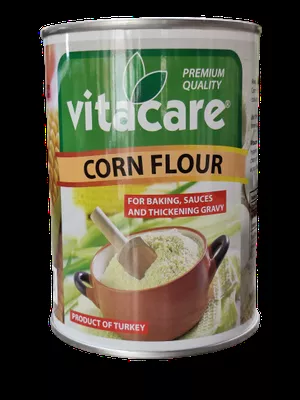 PREMIUM
QUALITY
vitacare®
CORN FLOUR
FOR BAKING, SAUCES
AND THICKENING GRAVY
PRODUCT OF TURKEY